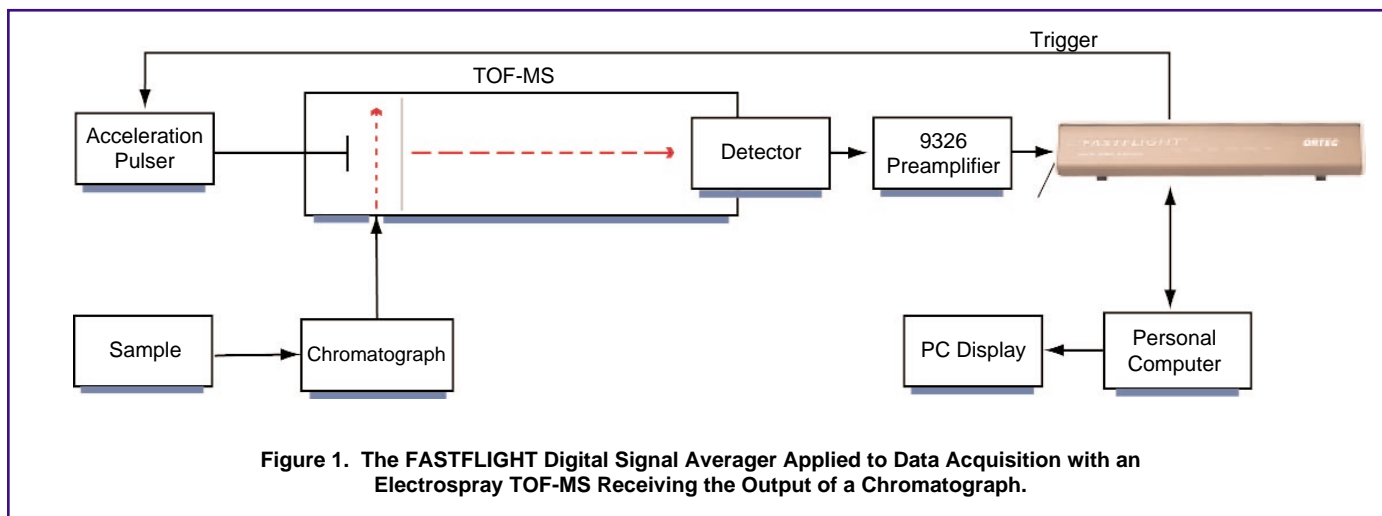 Trigger
TOF-MS
Acceleration
Pulser
Detector
9326
Preamplifier
FASTFLIGHT
ORTEC
Sample
Chromatograph
PC Display
Personal
Computer
Figure 1. The FASTFLIGHT Digital Signal Averager Applied to Data Acquisition with an
Electrospray TOF-MS Receiving the Output of a Chromatograph.